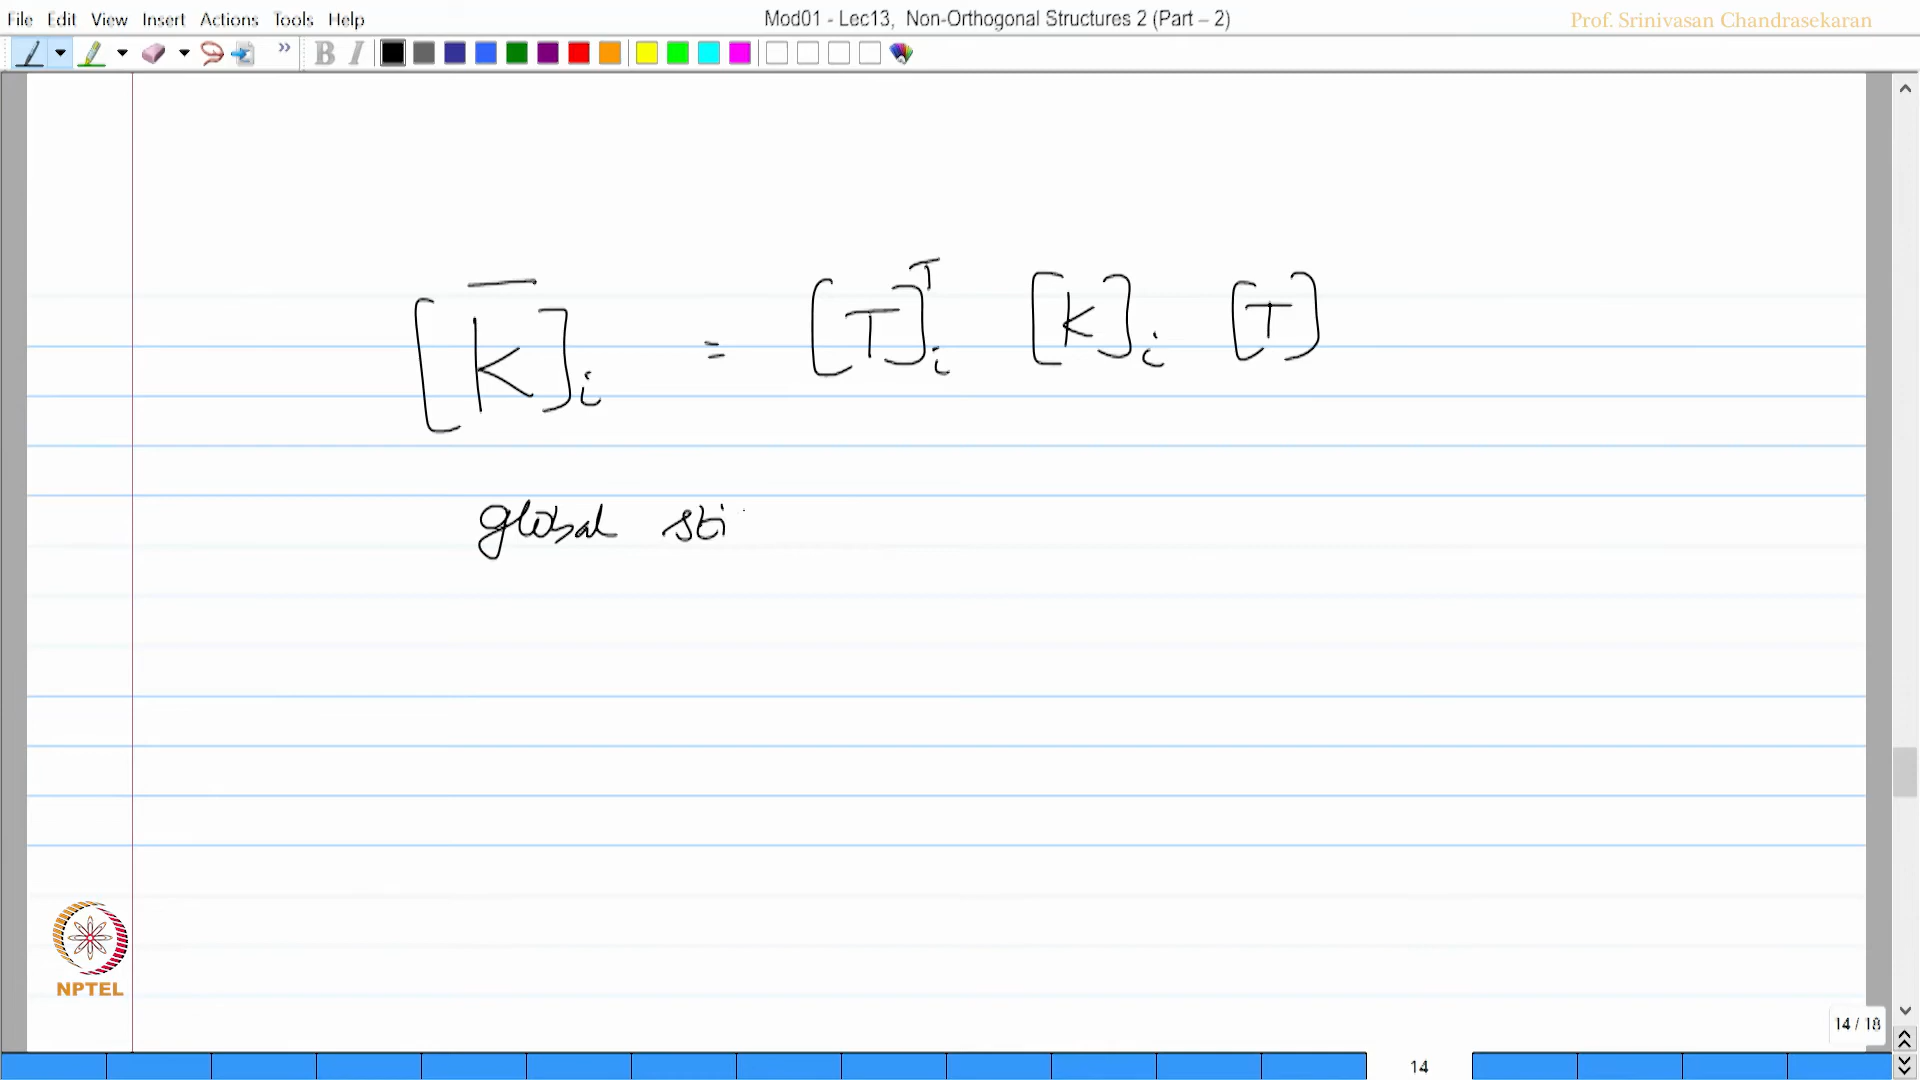 File Edit View Insert Actions Tools Help
Mod01 - Lec13, Non-Orthogonal Structures 2 (Part – 2)
Prof. Srinivasan Chandrasekaran
» B I
[K̅]ᵢ = [T]ᵢᵀ [K]ᵢ [T]
global sti
NPTEL
14 / 18
14